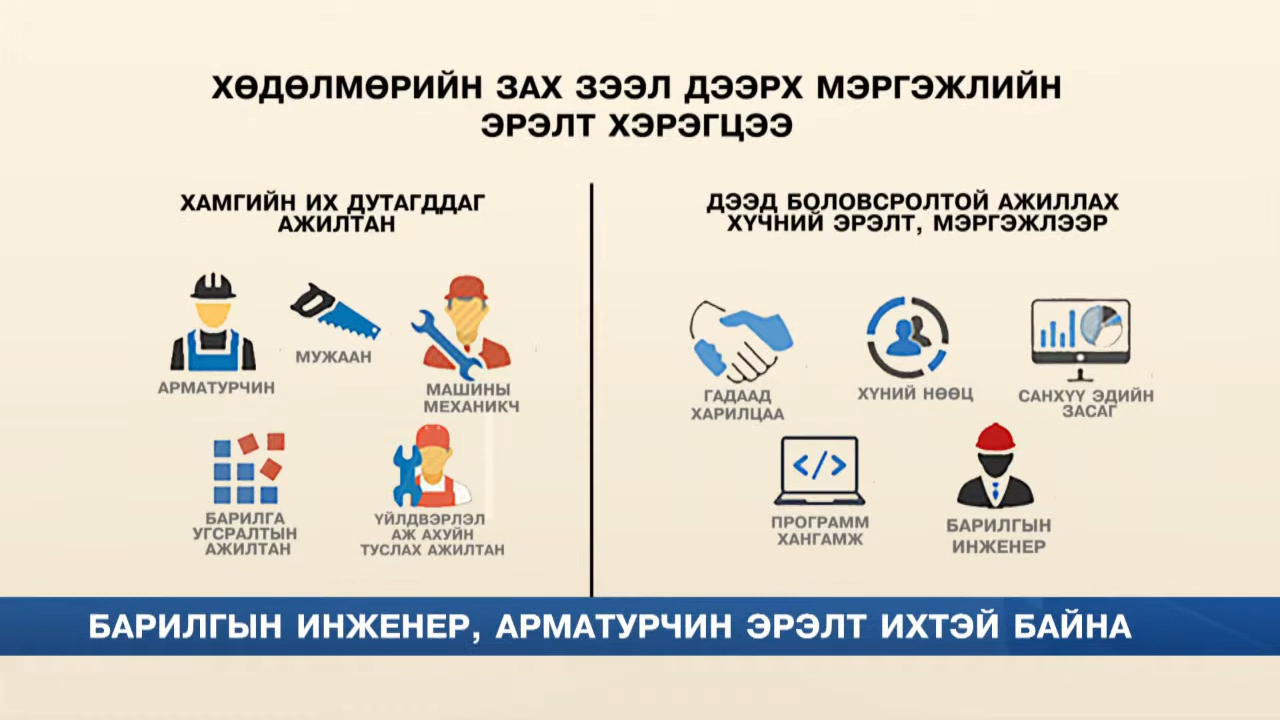 ХӨДӨЛМӨРИЙН ЗАХ ЗЭЭЛ ДЭЭРХ МЭРГЭЖЛИЙН
ЭРЭЛТ ХЭРЭГЦЭЭ
ХАМГИЙН ИХ ДУТАГДДАГ
АЖИЛТАН
АРМАТУРЧИН
МУЖААН
МАШИНЫ
МЕХАНИКЧ
БАРИЛГА
УГСРАЛТЫН
АЖИЛТАН
ҮЙЛДВЭРЛЭЛ
АЖ АХУЙН
ТУСЛАХ АЖИЛТАН
ДЭЭД БОЛОВСРОЛТОЙ АЖИЛЛАХ
ХҮЧНИЙ ЭРЭЛТ, МЭРГЭЖЛЭЭР
ГАДААД
ХАРИЛЦАА
ХҮНИЙ НӨӨЦ
САНХҮҮ ЭДИЙН
ЗАСАГ
</>
ПРОГРАММ
ХАНГАМЖ
БАРИЛГЫН
ИНЖЕНЕР
БАРИЛГЫН ИНЖЕНЕР, АРМАТУРЧИН ЭРЭЛТ ИХТЭЙ БАЙНА